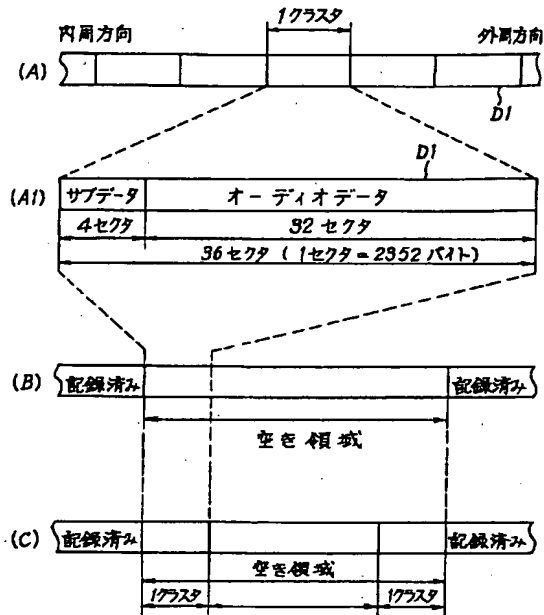 1クラスタ
内周方向
外周方向
(A)
D1
D1
(A1)
サブデータ
オーディオデータ
4セクタ
32セクタ
36セクタ (1セクタ=2352バイト)
(B)
記録済み
記録済み
空き領域
(C)
記録済み
記録済み
空き領域
1クラスタ
1クラスタ